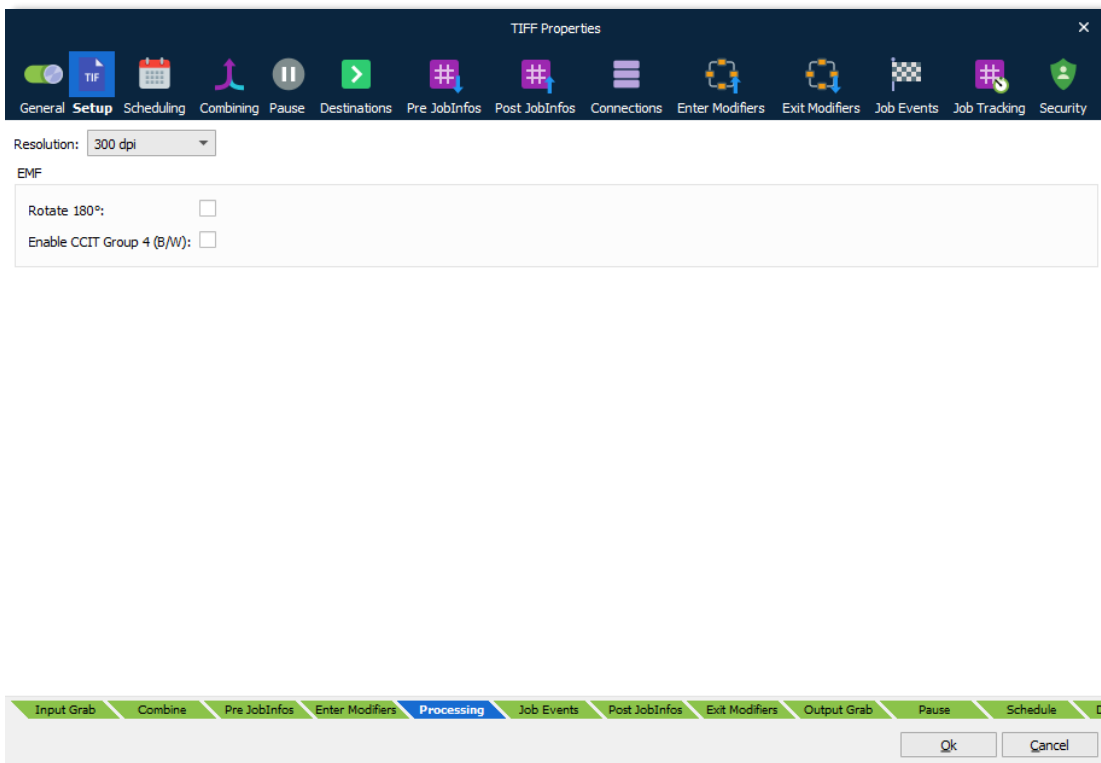 TIFF Properties
TIF
General Setup Scheduling Combining Pause Destinations Pre JobInfos Post JobInfos Connections Enter Modifiers Exit Modifiers Job Events Job Tracking Security
Resolution: 300 dpi
EMF
Rotate 180º:
Enable CCIT Group 4 (B/W):
Input Grab Combine Pre JobInfos Enter Modifiers Processing Job Events Post JobInfos Exit Modifiers Output Grab Pause Schedule
Ok Cancel